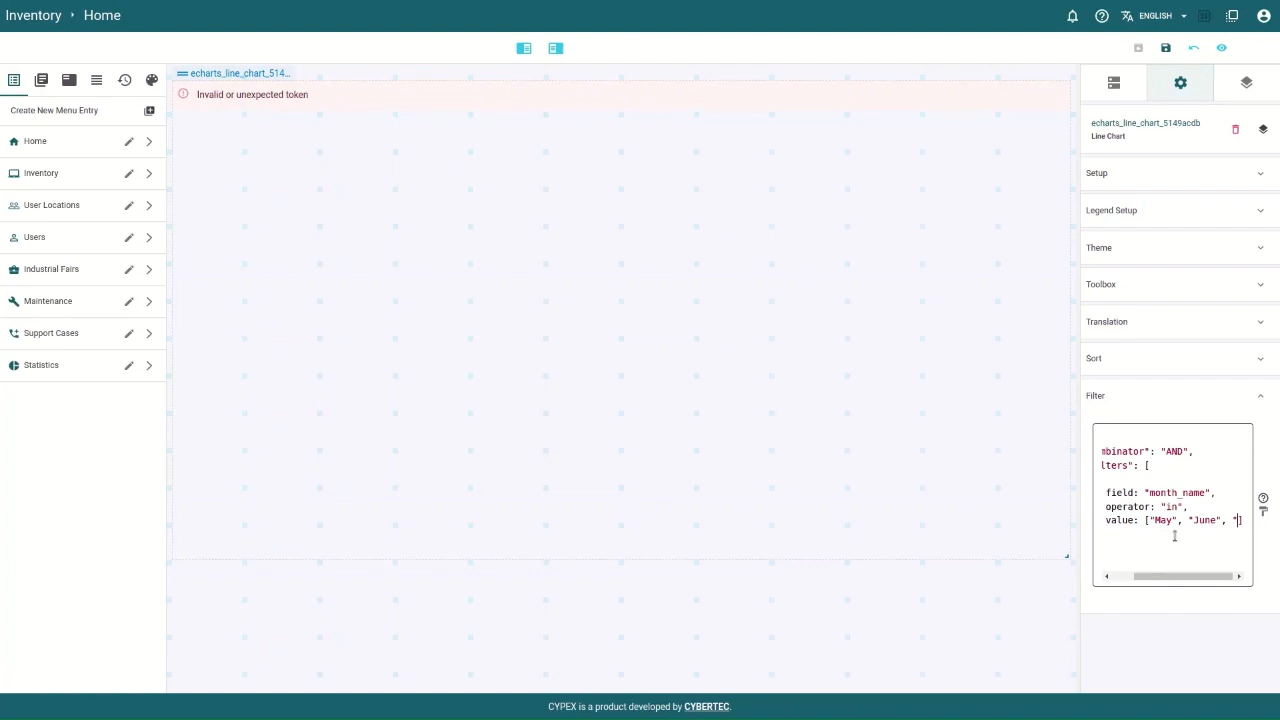 Inventory › Home
ENGLISH
echarts_line_chart_514...
Invalid or unexpected token
Create New Menu Entry
Home
Inventory
User Locations
Users
Industrial Fairs
Maintenance
Support Cases
Statistics
echarts_line_chart_5149acdb
Line Chart
Setup
Legend Setup
Theme
Toolbox
Translation
Sort
Filter
mbinator": "AND",
lters": [
field: "month_name",
operator: "in",
value: ["May", "June", "]
CYPEX is a product developed by CYBERTEC.